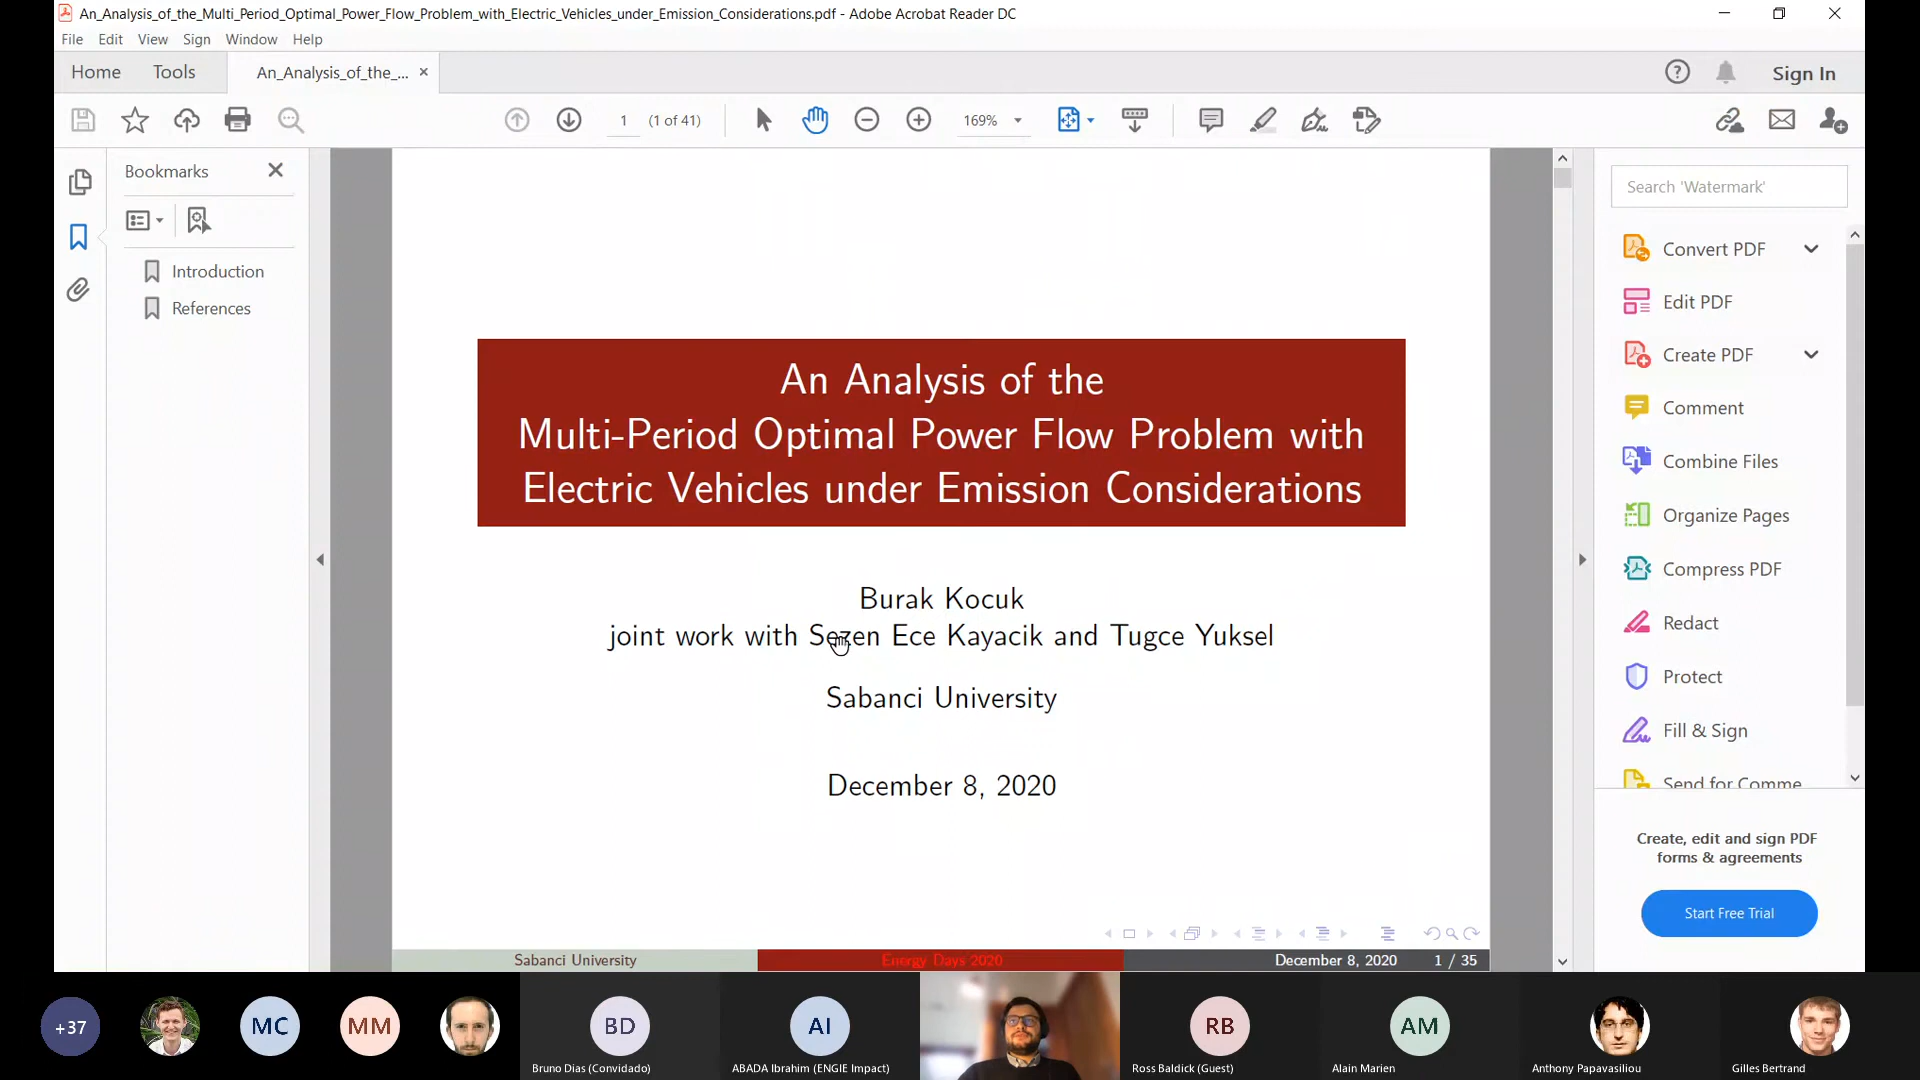 An_Analysis_of_the_Multi_Period_Optimal_Power_Flow_Problem_with_Electric_Vehicles_under_Emission_Considerations.pdf - Adobe Acrobat Reader DC
File Edit View Sign Window Help
Home Tools An_Analysis_of_the_... Sign In
1 (1 of 41) 169%
Bookmarks
Introduction
References
An Analysis of the
Multi-Period Optimal Power Flow Problem with
Electric Vehicles under Emission Considerations
Burak Kocuk
joint work with Sezen Ece Kayacik and Tugce Yuksel
Sabanci University
December 8, 2020
Sabanci University Energy Days 2020 December 8, 2020 1 / 35
Search 'Watermark'
Convert PDF
Edit PDF
Create PDF
Comment
Combine Files
Organize Pages
Compress PDF
Redact
Protect
Fill & Sign
Send for Comme
Create, edit and sign PDF
forms & agreements
Start Free Trial
+37 MC MM BD AI RB AM
Bruno Dias (Convidado) ABADA Ibrahim (ENGIE Impact) Ross Baldick (Guest) Alain Marien Anthony Papavasiliou Gilles Bertrand